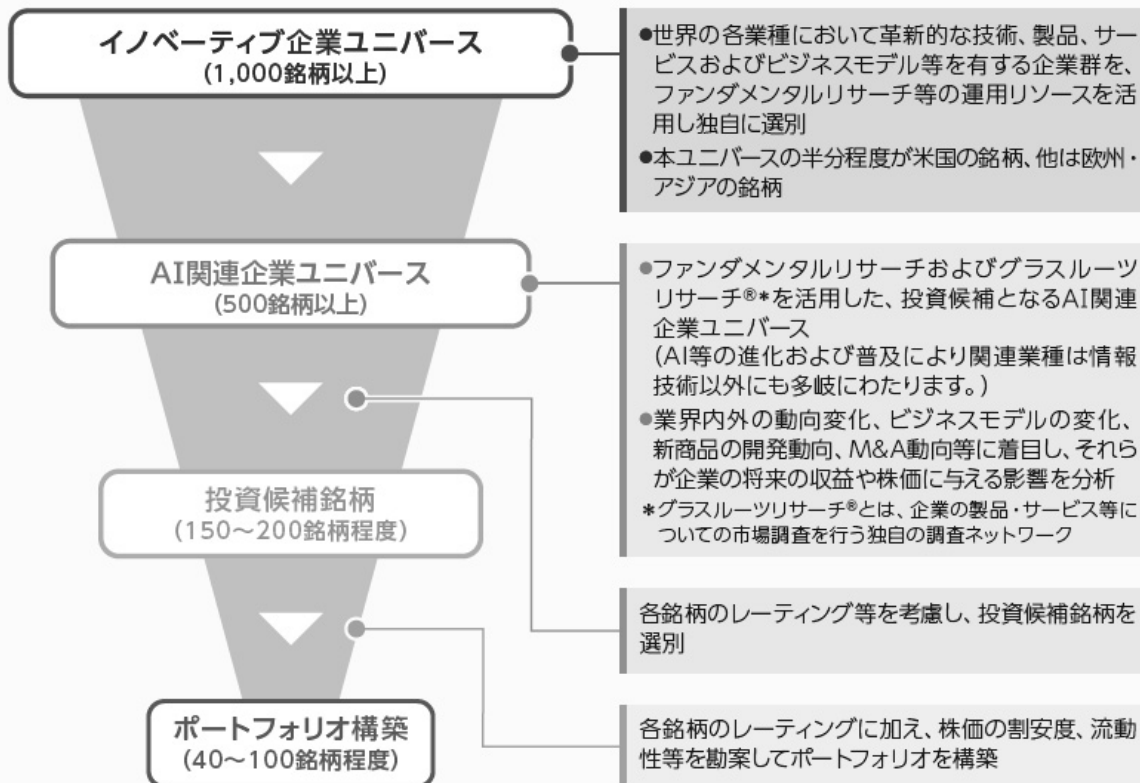 イノベーティブ企業ユニバース
(1,000銘柄以上)
●世界の各業種において革新的な技術、製品、サー
ビスおよびビジネスモデル等を有する企業群を、
ファンダメンタルリサーチ等の運用リソースを活
用し独自に選別
●本ユニバースの半分程度が米国の銘柄、他は欧州・
アジアの銘柄
AI関連企業ユニバース
(500銘柄以上)
●ファンダメンタルリサーチおよびグラスルーツ
リサーチ®*を活用した、投資候補となるAI関連
企業ユニバース
(AI等の進化および普及により関連業種は情報
技術以外にも多岐にわたります。)
●業界内外の動向変化、ビジネスモデルの変化、
新商品の開発動向、M&A動向等に着目し、それら
が企業の将来の収益や株価に与える影響を分析
*グラスルーツリサーチ®とは、企業の製品・サービス等に
ついての市場調査を行う独自の調査ネットワーク
投資候補銘柄
(150～200銘柄程度)
各銘柄のレーティング等を考慮し、投資候補銘柄を
選別
ポートフォリオ構築
(40～100銘柄程度)
各銘柄のレーティングに加え、株価の割安度、流動
性等を勘案してポートフォリオを構築